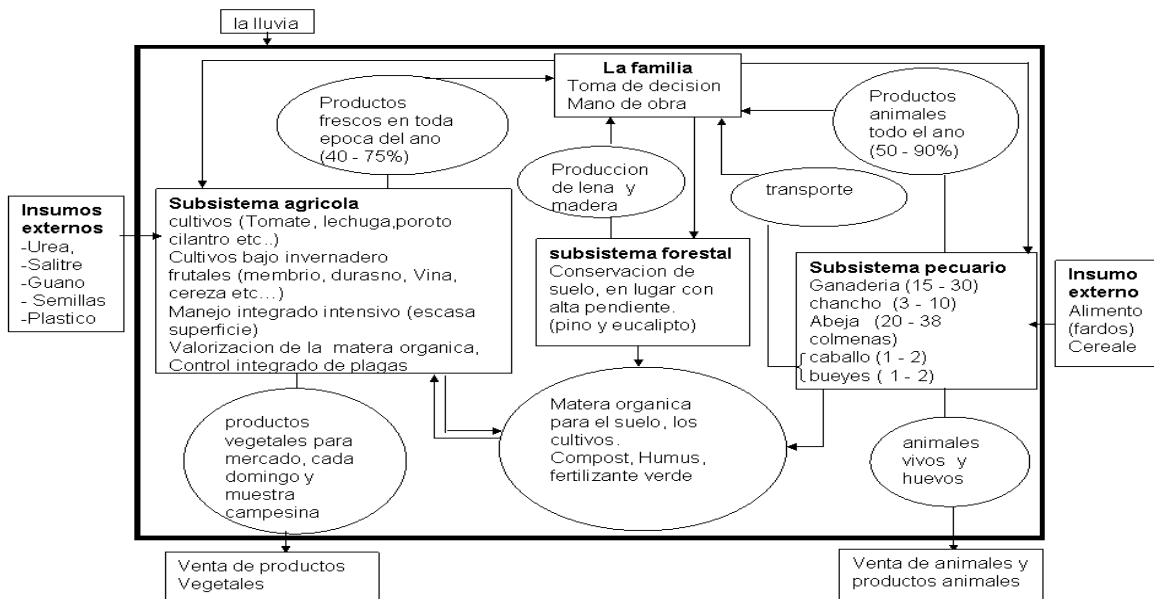 la lluvia
La familia
Toma de decision
Mano de obra
Productos
frescos en toda
epoca del ano
(40 - 75%)
Productos
animales
todo el ano
(50 - 90%)
Produccion
de lena y
madera
transporte
Insumos
externos
-Urea,
-Salitre
-Guano
- Semillas
-Plastico
Subsistema agricola
cultivos (Tomate, lechuga,poroto
cilantro etc..)
Cultivos bajo invernadero
frutales (membrio, durasno, Vina,
cereza etc...)
Manejo integrado intensivo (escasa
superficie)
Valorizacion de la matera organica,
Control integrado de plagas
subsistema forestal
Conservacion de
suelo, en lugar con
alta pendiente.
(pino y eucalipto)
Subsistema pecuario
Ganaderia (15 - 30)
chancho (3 - 10)
Abeja (20 - 38
colmenas)
caballo (1 - 2)
bueyes ( 1 - 2)
Insumo
externo
Alimento
(fardos)
Cereale
productos
vegetales para
mercado, cada
domingo y
muestra
campesina
Matera organica
para el suelo, los
cultivos.
Compost, Humus,
fertilizante verde
animales
vivos y
huevos
Venta de productos
Vegetales
Venta de animales y
productos animales